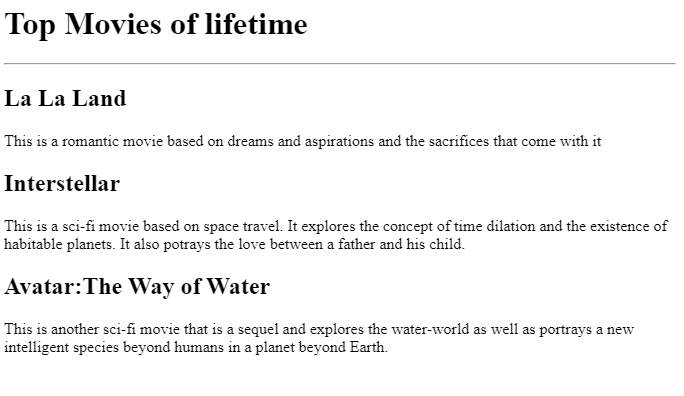 Top Movies of lifetime
La La Land
This is a romantic movie based on dreams and aspirations and the sacrifices that come with it
Interstellar
This is a sci-fi movie based on space travel. It explores the concept of time dilation and the existence of
habitable planets. It also potrays the love between a father and his child.
Avatar:The Way of Water
This is another sci-fi movie that is a sequel and explores the water-world as well as portrays a new
intelligent species beyond humans in a planet beyond Earth.